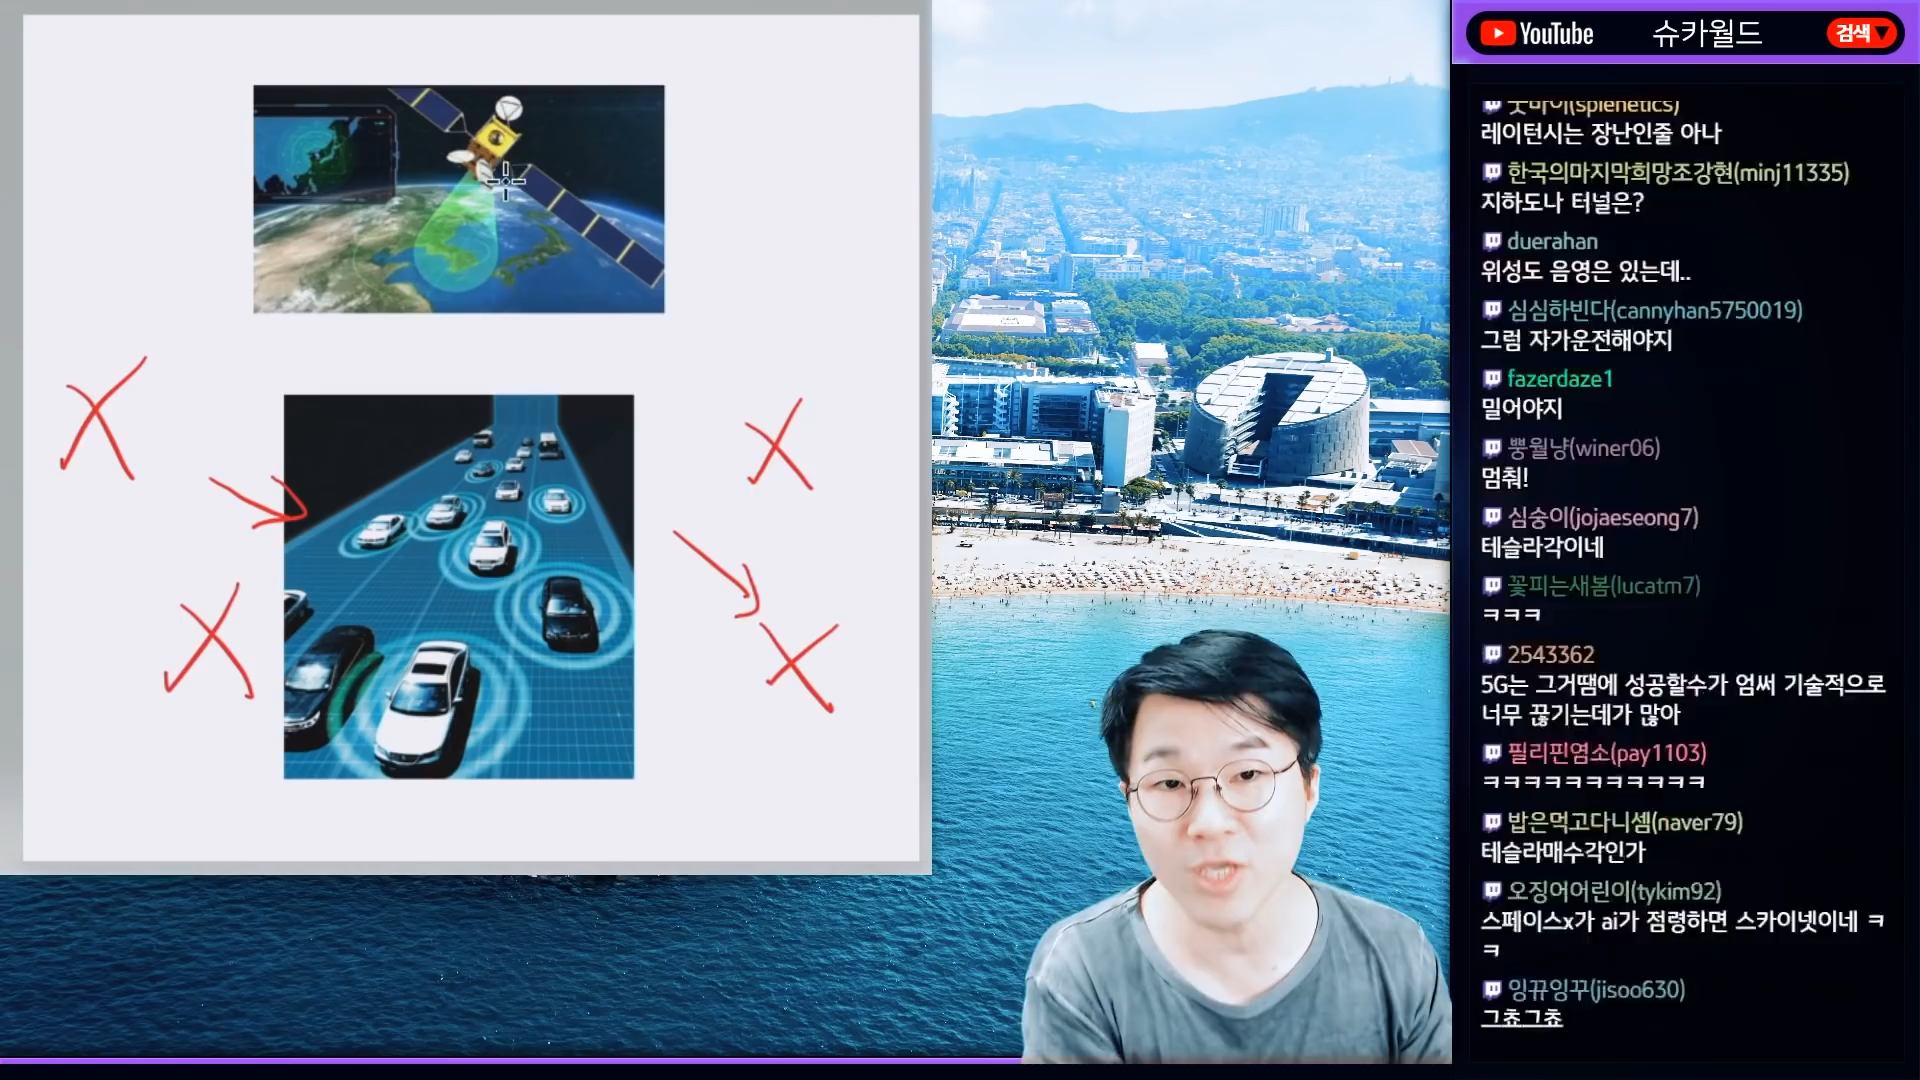 YouTube 슈카월드 검색▼
굿바이(splenetics)
레이턴시는 장난인줄 아나
한국의마지막희망조강현(minj11335)
지하도나 터널은?
duerahan
위성도 음영은 있는데..
심심하빈다(cannyhan5750019)
그럼 자가운전해야지
fazerdaze1
밀어야지
뿡월냥(winer06)
멈춰!
심숭이(jojaeseong7)
테슬라각이네
꽃피는새봄(lucatm7)
ㅋㅋㅋ
2543362
5G는 그거땜에 성공할수가 엄써 기술적으로
너무 끊기는데가 많아
필리핀염소(pay1103)
ㅋㅋㅋㅋㅋㅋㅋㅋㅋㅋㅋ
밥은먹고다니셈(naver79)
테슬라매수각인가
오징어어린이(tykim92)
스페이스x가 ai가 점령하면 스카이넷이네 ㅋ
ㅋ
잉뀨잉꾸(jisoo630)
그쵸그쵸